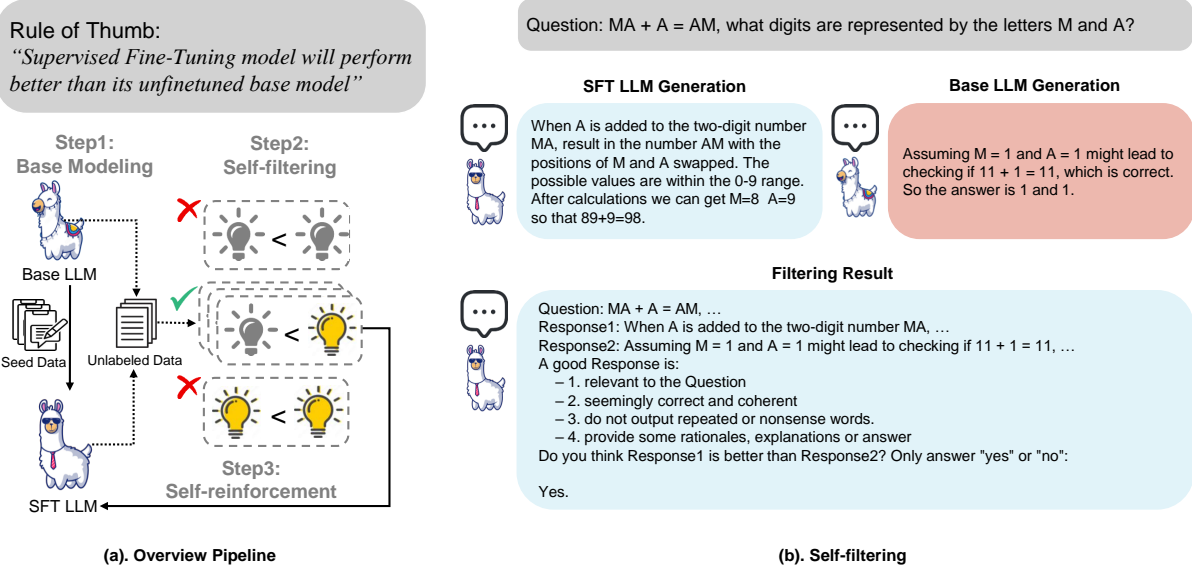 Rule of Thumb:
“Supervised Fine-Tuning model will perform
better than its unfinetuned base model”
Step1:
Base Modeling
Step2:
Self-filtering
<
Base LLM
<
Seed Data
Unlabeled Data
<
Step3:
Self-reinforcement
SFT LLM
(a). Overview Pipeline
Question: MA + A = AM, what digits are represented by the letters M and A?
SFT LLM Generation
When A is added to the two-digit number
MA, result in the number AM with the
positions of M and A swapped. The
possible values are within the 0-9 range.
After calculations we can get M=8 A=9
so that 89+9=98.
Base LLM Generation
Assuming M = 1 and A = 1 might lead to
checking if 11 + 1 = 11, which is correct.
So the answer is 1 and 1.
Filtering Result
Question: MA + A = AM, …
Response1: When A is added to the two-digit number MA, …
Response2: Assuming M = 1 and A = 1 might lead to checking if 11 + 1 = 11, …
A good Response is:
– 1. relevant to the Question
– 2. seemingly correct and coherent
– 3. do not output repeated or nonsense words.
– 4. provide some rationales, explanations or answer
Do you think Response1 is better than Response2? Only answer "yes" or "no":
Yes.
(b). Self-filtering